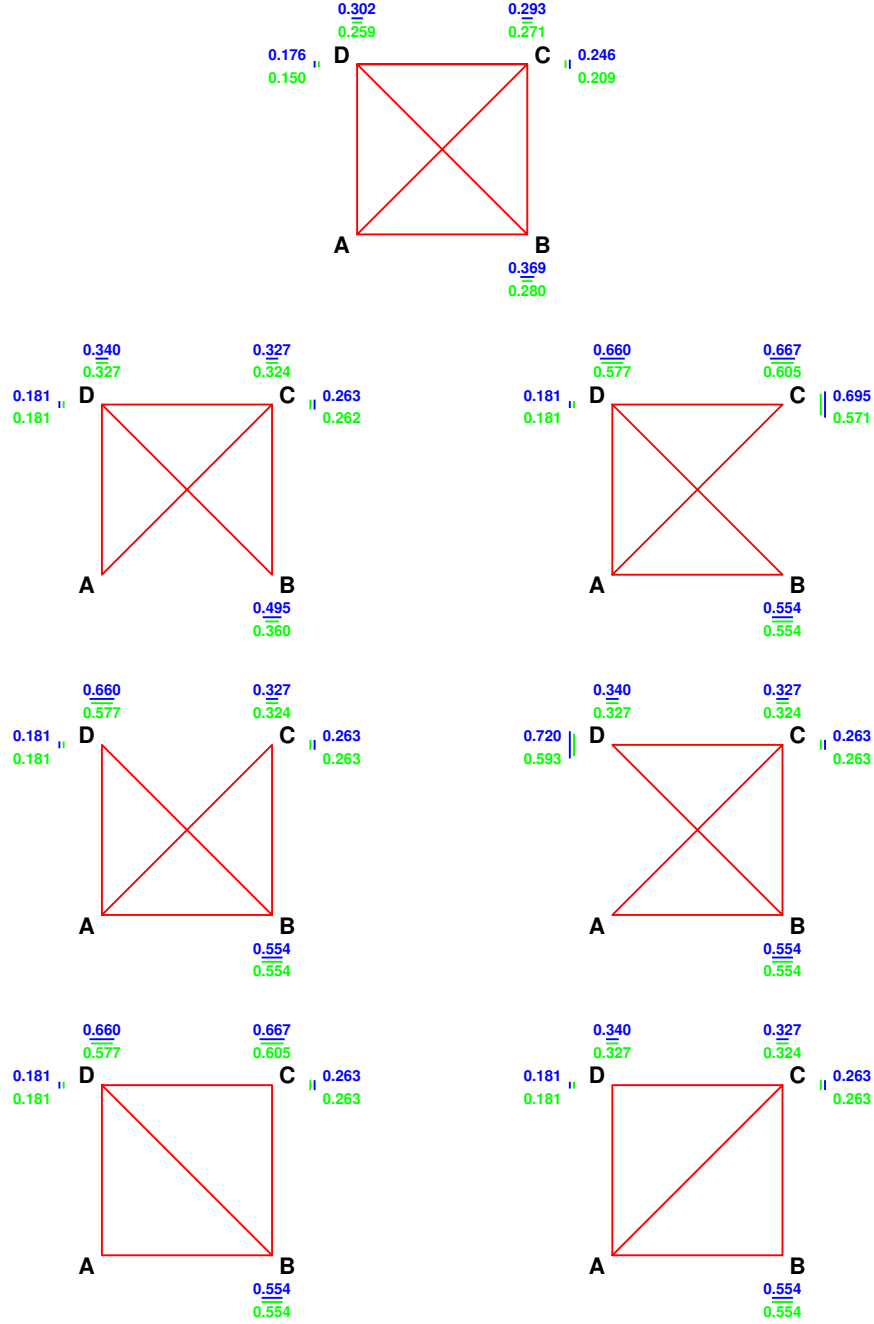 0.302 0.293
0.259 0.271
0.176 D C 0.246
0.150 0.209
A B
0.369
0.280
0.340 0.327
0.327 0.324
0.181 D C 0.263
0.181 0.262
A B
0.495
0.360
0.660 0.667
0.577 0.605
0.181 D C 0.695
0.181 0.571
A B
0.554
0.554
0.660 0.327
0.577 0.324
0.181 D C 0.263
0.181 0.263
A B
0.554
0.554
0.340 0.327
0.327 0.324
0.720 D C 0.263
0.593 0.263
A B
0.554
0.554
0.660 0.667
0.577 0.605
0.181 D C 0.263
0.181 0.263
A B
0.554
0.554
0.340 0.327
0.327 0.324
0.181 D C 0.263
0.181 0.263
A B
0.554
0.554